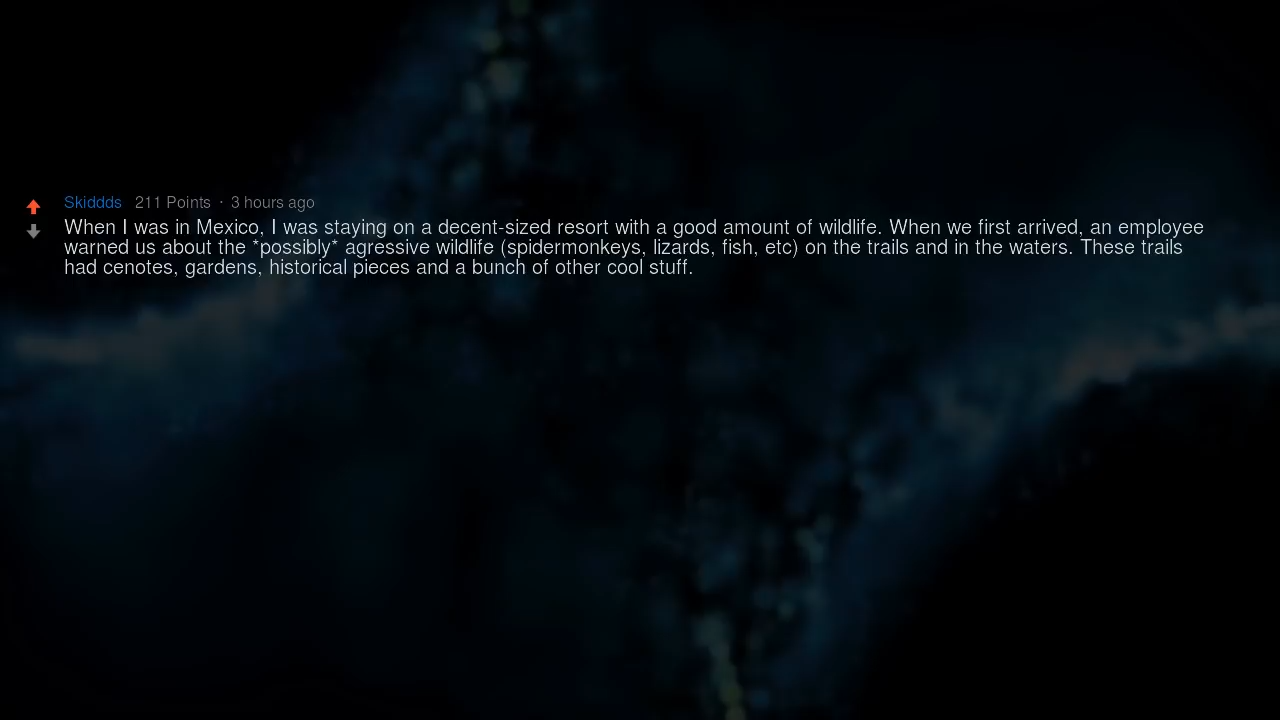 Skiddds 211 Points · 3 hours ago
When I was in Mexico, I was staying on a decent-sized resort with a good amount of wildlife. When we first arrived, an employee
warned us about the *possibly* agressive wildlife (spidermonkeys, lizards, fish, etc) on the trails and in the waters. These trails
had cenotes, gardens, historical pieces and a bunch of other cool stuff.